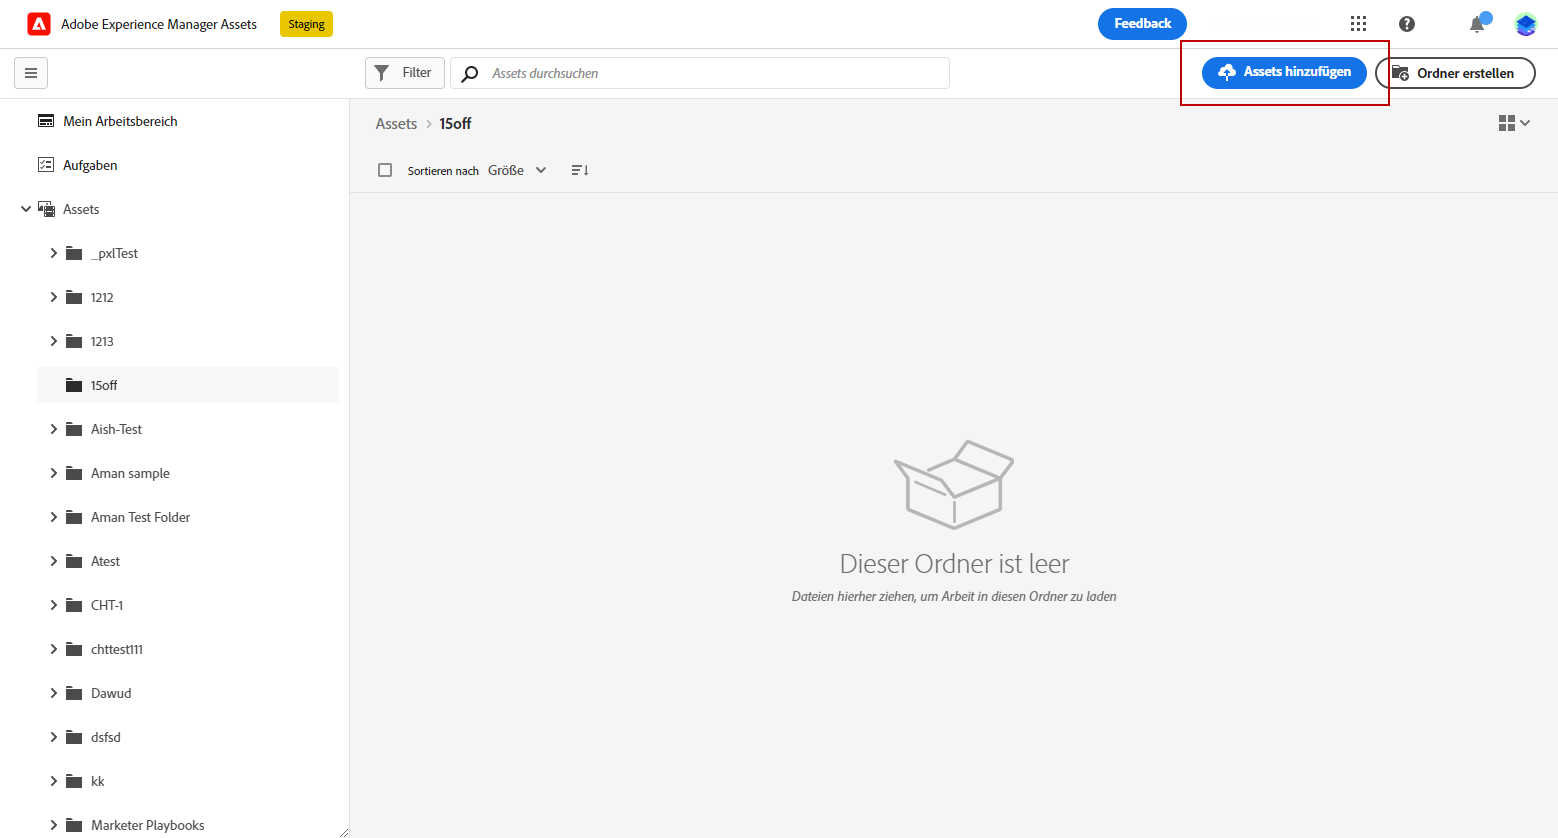 Adobe Experience Manager Assets
Staging
Feedback
Filter
Assets durchsuchen
Assets hinzufügen
Ordner erstellen
Mein Arbeitsbereich
Aufgaben
Assets
_pxlTest
1212
1213
15off
Aish-Test
Aman sample
Aman Test Folder
Atest
CHT-1
chttest111
Dawud
dsfsd
kk
Marketer Playbooks
Assets > 15off
Sortieren nach Größe
Dieser Ordner ist leer
Dateien hierher ziehen, um Arbeit in diesen Ordner zu laden